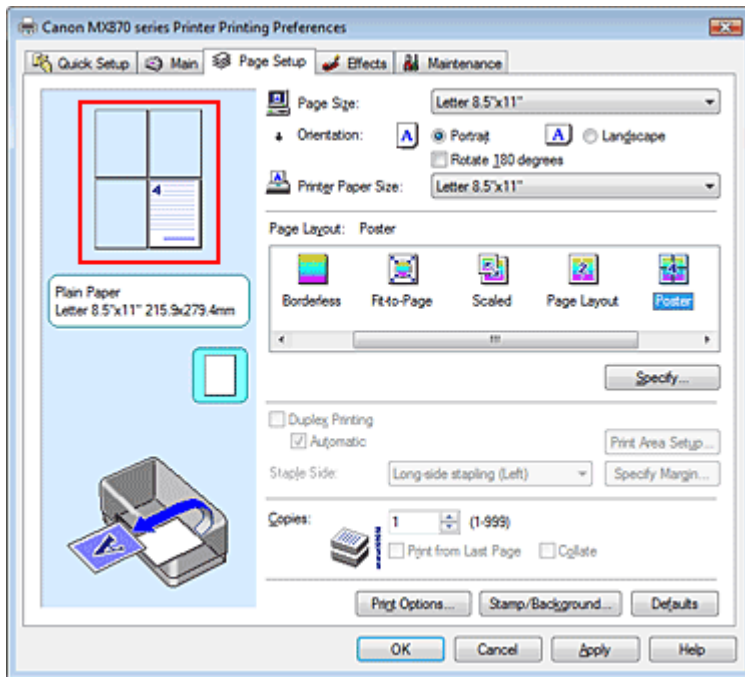 Canon MX870 series Printer Printing Preferences
Quick Setup Main Page Setup Effects Maintenance
Page Size: Letter 8.5"x11"
Orientation: A Portrait A Landscape
Rotate 180 degrees
Printer Paper Size: Letter 8.5"x11"
4
Page Layout: Poster
Borderless Fit-to-Page Scaled Page Layout Poster
Plain Paper
Letter 8.5"x11" 215.9x279.4mm
Specify...
Duplex Printing
Automatic Print Area Setup...
Staple Side: Long-side stapling (Left) Specify Margin...
Copies: 1 (1-999)
Print from Last Page Collate
Print Options... Stamp/Background... Defaults
OK Cancel Apply Help